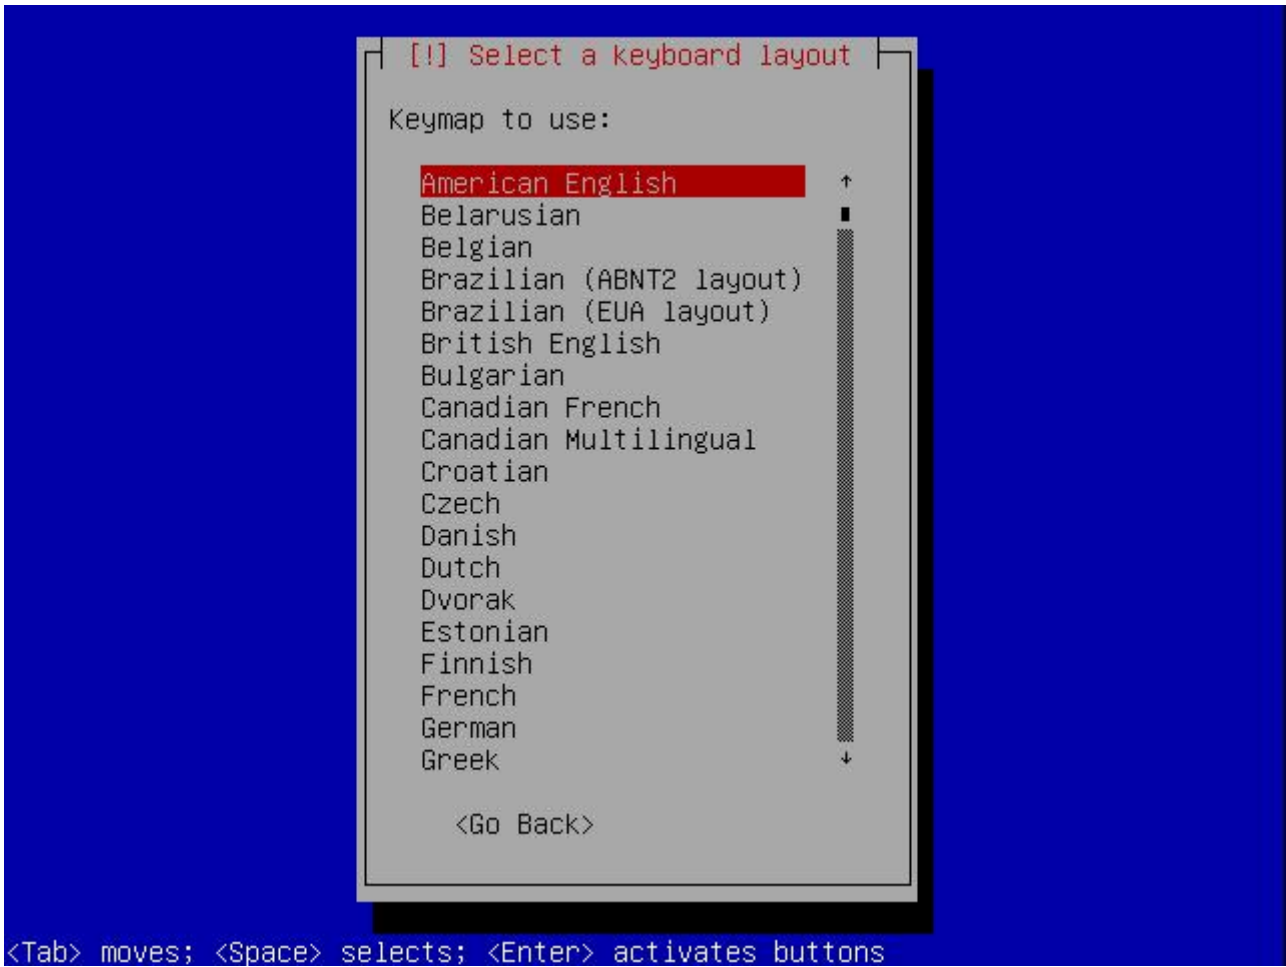 [!] Select a keyboard layout
Keymap to use:
American English
Belarusian
Belgian
Brazilian (ABNT2 layout)
Brazilian (EUA layout)
British English
Bulgarian
Canadian French
Canadian Multilingual
Croatian
Czech
Danish
Dutch
Dvorak
Estonian
Finnish
French
German
Greek
<Go Back>
<Tab> moves; <Space> selects; <Enter> activates buttons